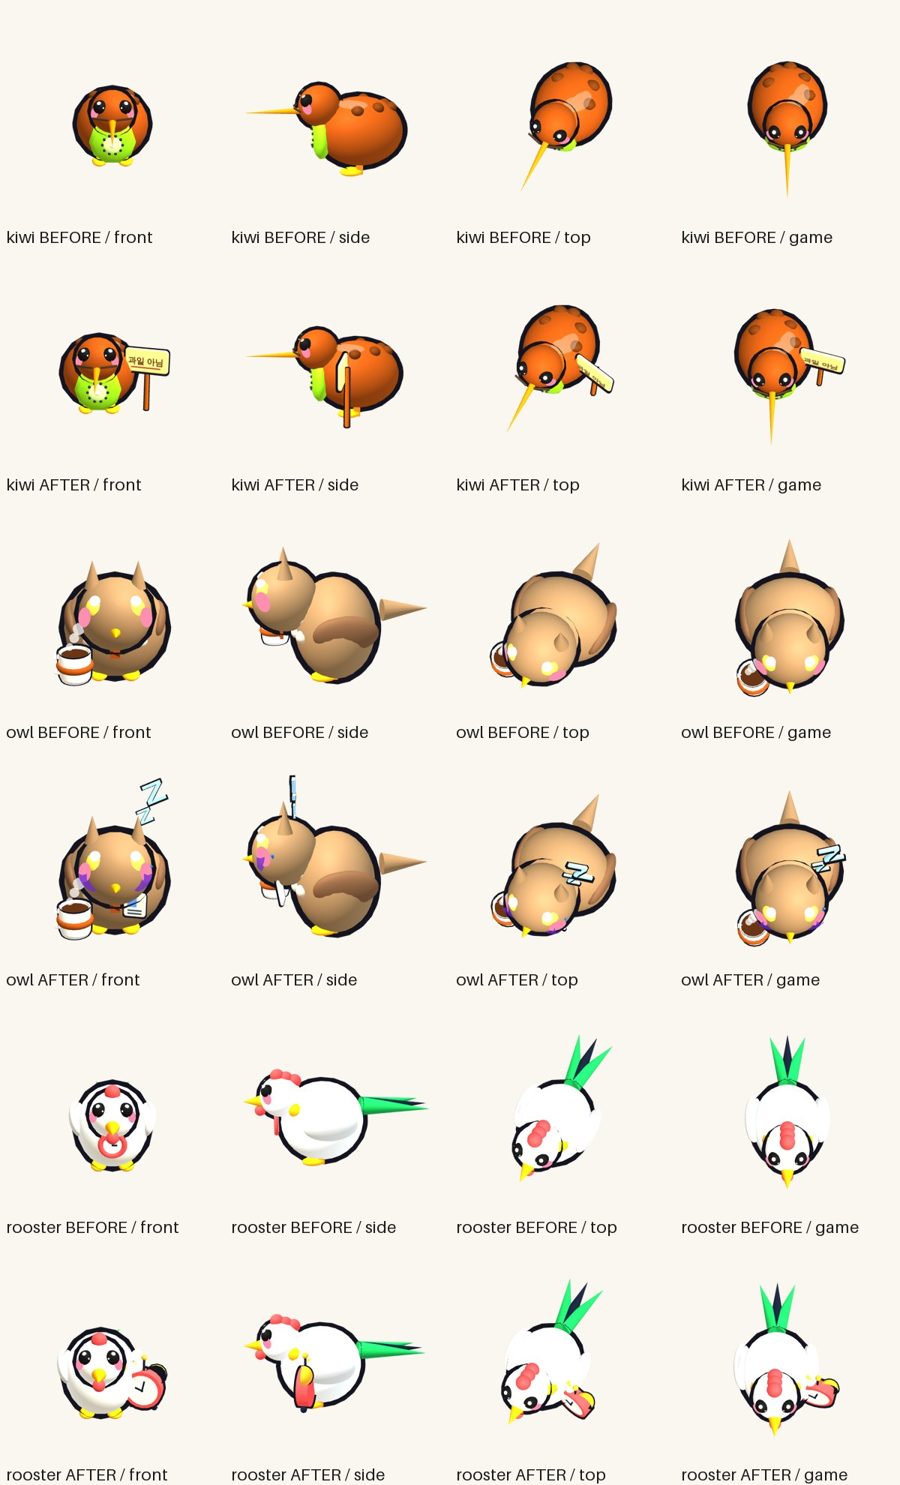 kiwi BEFORE / front
kiwi BEFORE / side
kiwi BEFORE / top
kiwi BEFORE / game
과일 아님
과일 아님
kiwi AFTER / front
kiwi AFTER / side
kiwi AFTER / top
kiwi AFTER / game
owl BEFORE / front
owl BEFORE / side
owl BEFORE / top
owl BEFORE / game
Z
Z
Z
Z
Z
Z
owl AFTER / front
owl AFTER / side
owl AFTER / top
owl AFTER / game
rooster BEFORE / front
rooster BEFORE / side
rooster BEFORE / top
rooster BEFORE / game
rooster AFTER / front
rooster AFTER / side
rooster AFTER / top
rooster AFTER / game